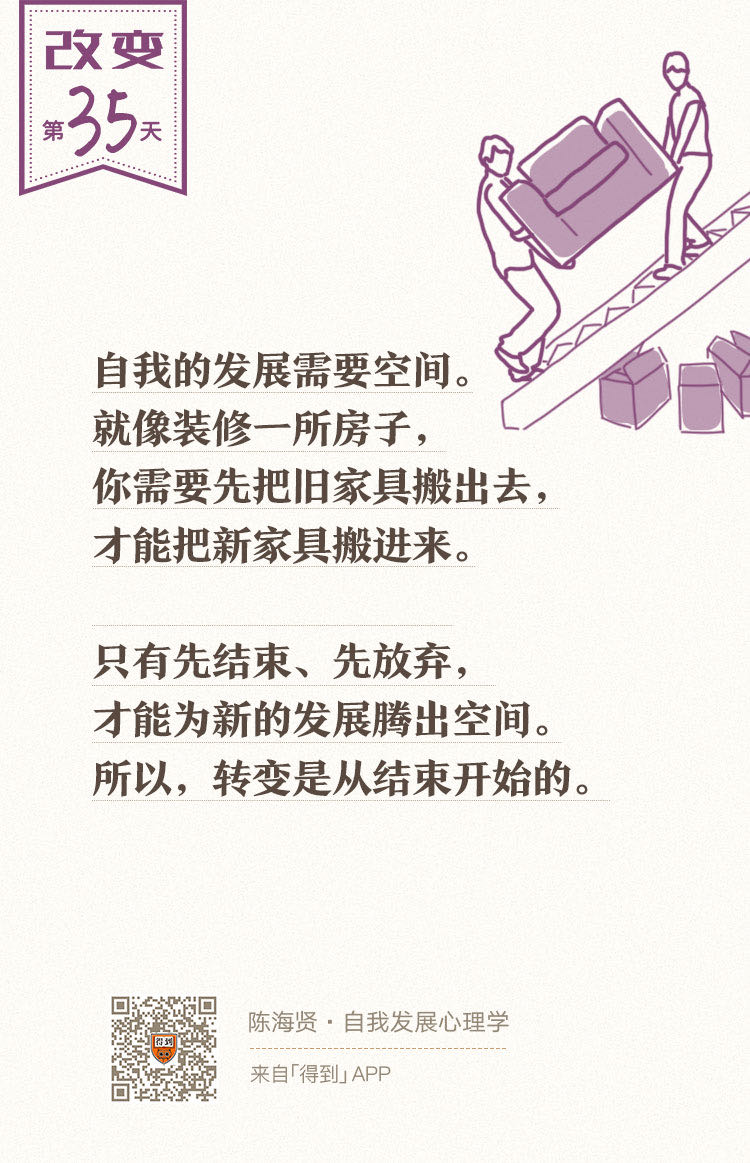 改变
第35天
自我的发展需要空间。
就像装修一所房子，
你需要先把旧家具搬出去，
才能把新家具搬进来。
只有先结束、先放弃，
才能为新的发展腾出空间。
所以，转变是从结束开始的。
得到
陈海贤·自我发展心理学
来自「得到」APP